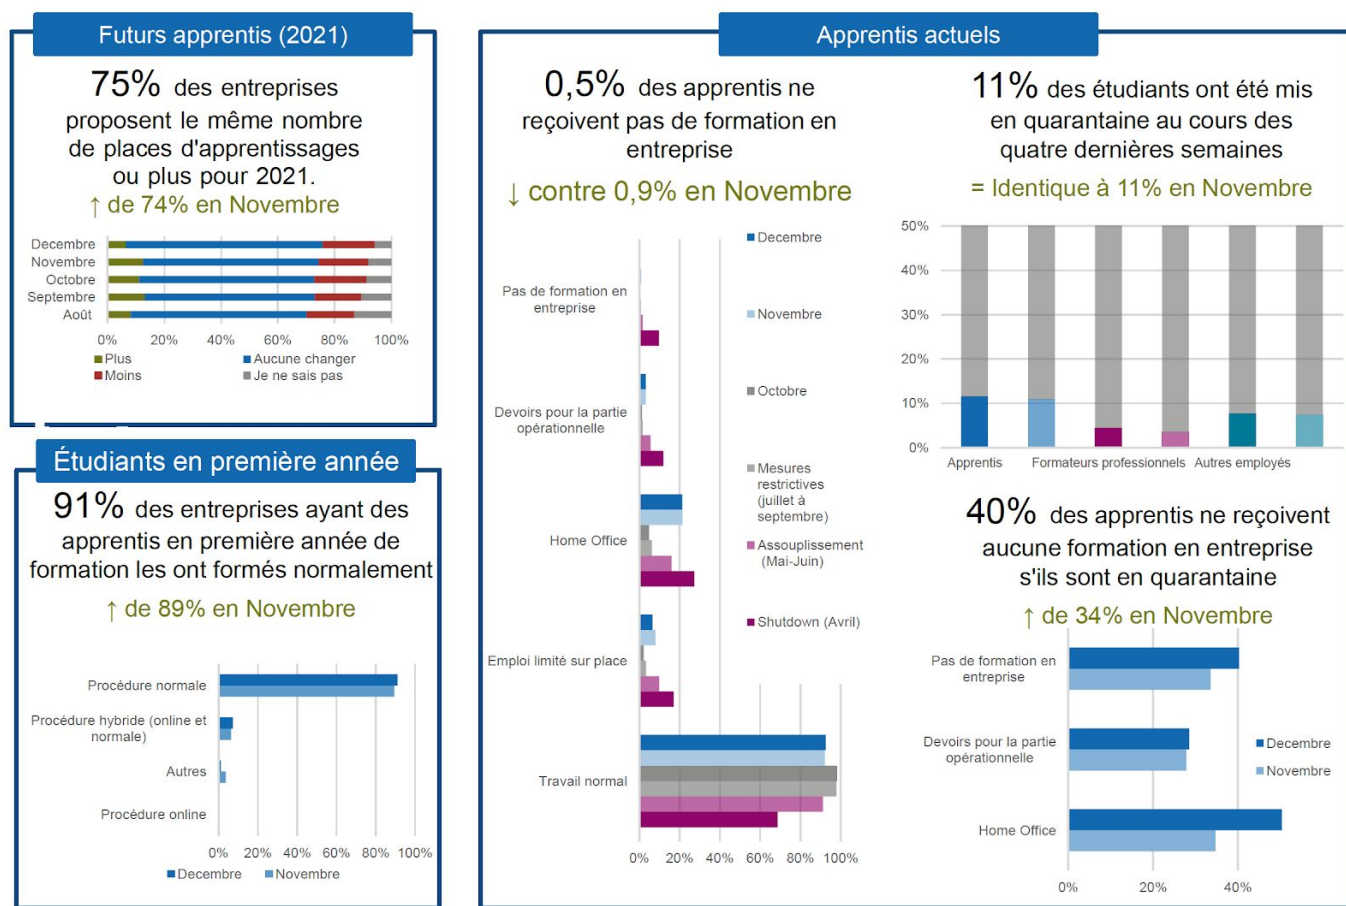 Futurs apprentis (2021)
75% des entreprises
proposent le même nombre
de places d'apprentissages
ou plus pour 2021.
↑ de 74% en Novembre
Decembre
Novembre
Octobre
Septembre
Août
0% 20% 40% 60% 80% 100%
Plus Aucune changer
Moins Je ne sais pas
Étudiants en première année
91% des entreprises ayant des
apprentis en première année de
formation les ont formés normalement
↑ de 89% en Novembre
Procédure normale
Procédure hybride (online et
normale)
Autres
Procédure online
0% 20% 40% 60% 80% 100%
Decembre Novembre
Apprentis actuels
0,5% des apprentis ne
reçoivent pas de formation en
entreprise
↓ contre 0,9% en Novembre
Pas de formation en
entreprise
Devoirs pour la partie
opérationnelle
Home Office
Emploi limité sur place
Travail normal
0% 20% 40% 60% 80% 100%
Decembre
Novembre
Octobre
Mesures
restrictives
(juillet à
septembre)
Assouplissement
(Mai-Juin)
Shutdown (Avril)
11% des étudiants ont été mis
en quarantaine au cours des
quatre dernières semaines
= Identique à 11% en Novembre
50%
40%
30%
20%
10%
0%
Apprentis Formateurs professionnels Autres employés
40% des apprentis ne reçoivent
aucune formation en entreprise
s'ils sont en quarantaine
↑ de 34% en Novembre
Pas de formation en
entreprise
Devoirs pour la partie
opérationnelle
Home Office
0% 20% 40%
Decembre
Novembre